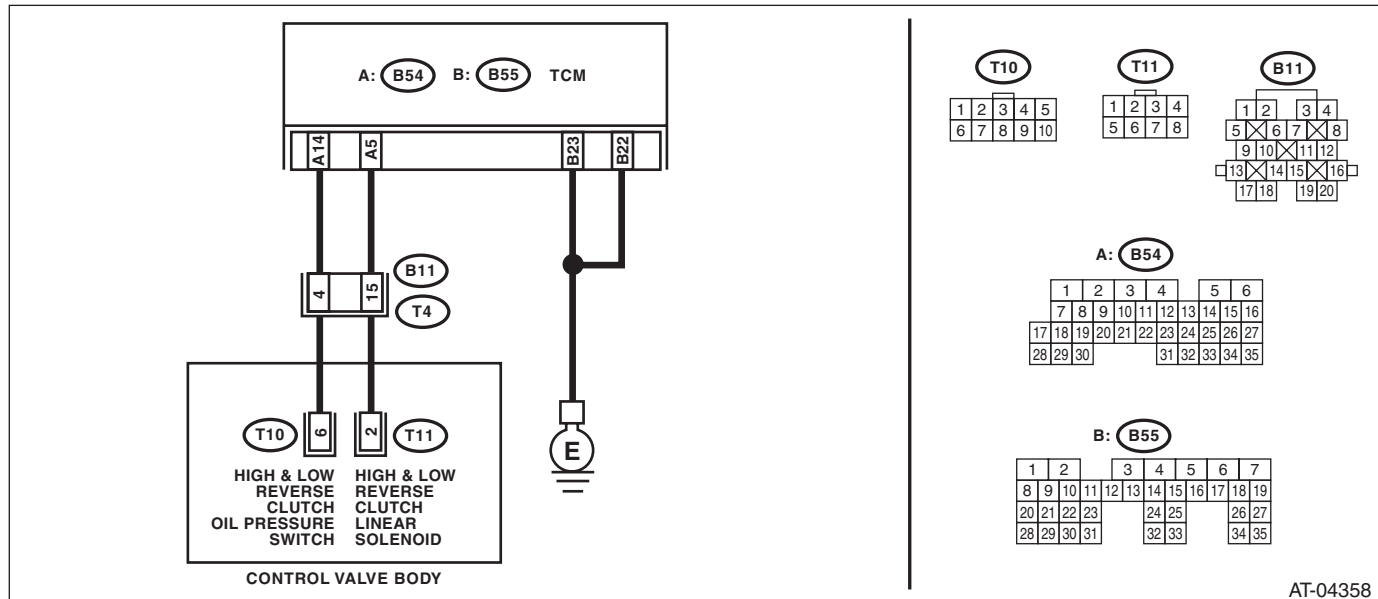 A: B54 B: B55 TCM
A14 A5 B23 B22
B11
4 15
T4
T10 6 2 T11
E
HIGH & LOW
REVERSE
CLUTCH
OIL PRESSURE
SWITCH
HIGH & LOW
REVERSE
CLUTCH
LINEAR
SOLENOID
CONTROL VALVE BODY
T10
1 2 3 4 5
6 7 8 9 10
T11
1 2 3 4
5 6 7 8
B11
1 2 3 4
5 6 7 8
9 10 11 12
13 14 15 16
17 18 19 20
A: B54
1 2 3 4 5 6
7 8 9 10 11 12 13 14 15 16
17 18 19 20 21 22 23 24 25 26 27
28 29 30 31 32 33 34 35
B: B55
1 2 3 4 5 6 7
8 9 10 11 12 13 14 15 16 17 18 19
20 21 22 23 24 25 26 27
28 29 30 31 32 33 34 35
AT-04358